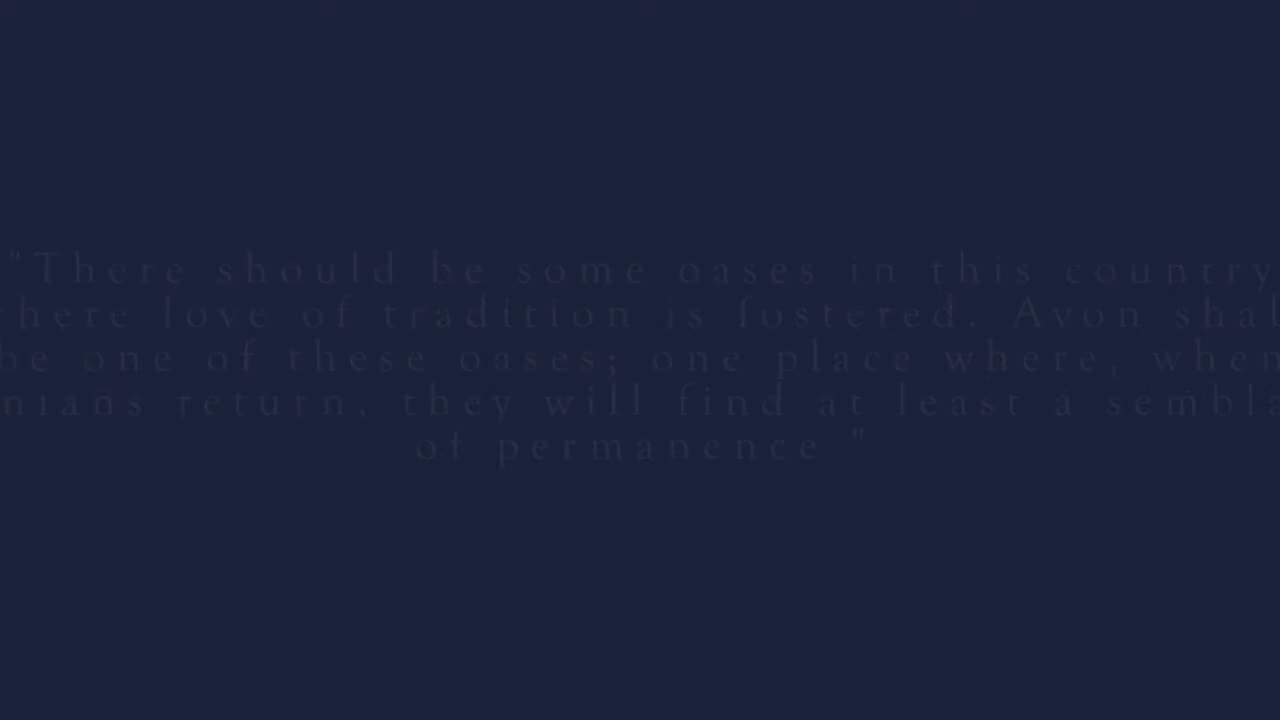 "There should be some oases in this country
here love of tradition is fostered. Avon shal
be one of these oases; one place where, when
nians return, they will find at least a sembla
of permanence "